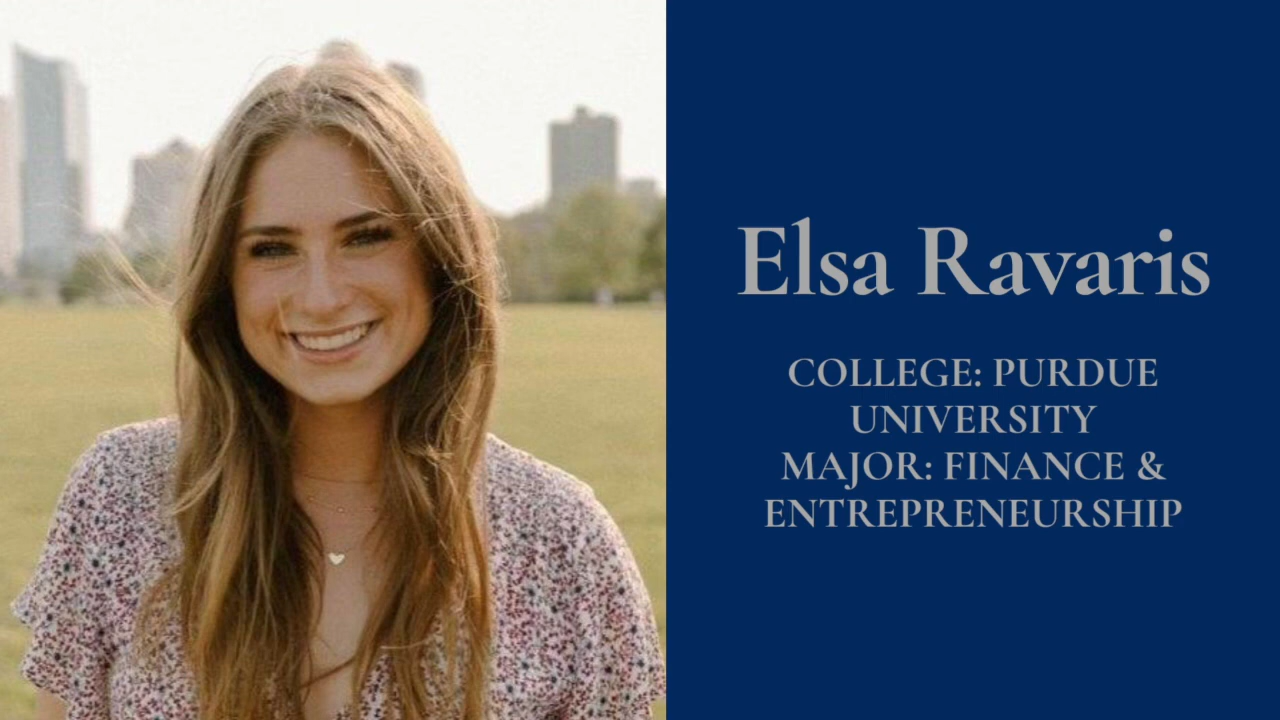 Elsa Ravaris
COLLEGE: PURDUE
UNIVERSITY
MAJOR: FINANCE &
ENTREPRENEURSHIP